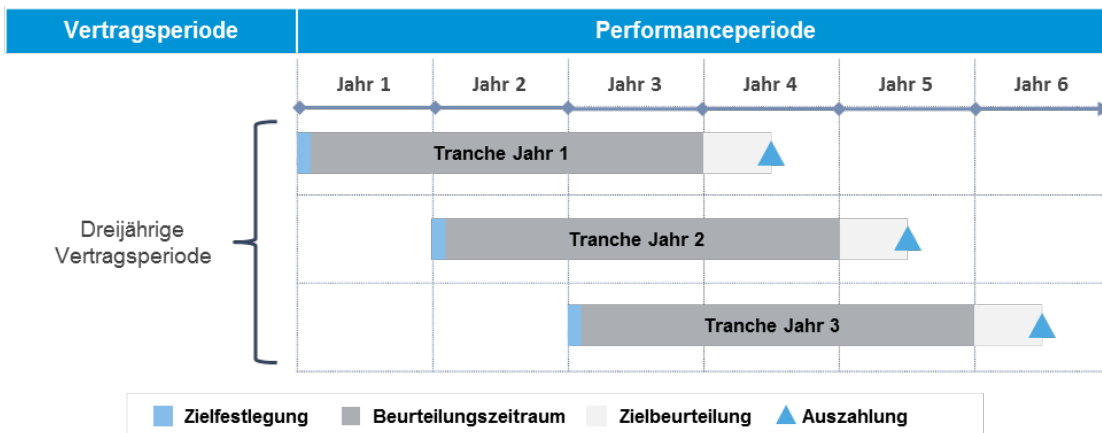 Vertragsperiode Performanceperiode
Jahr 1 Jahr 2 Jahr 3 Jahr 4 Jahr 5 Jahr 6
Tranche Jahr 1
Tranche Jahr 2
Dreijährige
Vertragsperiode
Tranche Jahr 3
Zielfestlegung Beurteilungszeitraum Zielbeurteilung Auszahlung